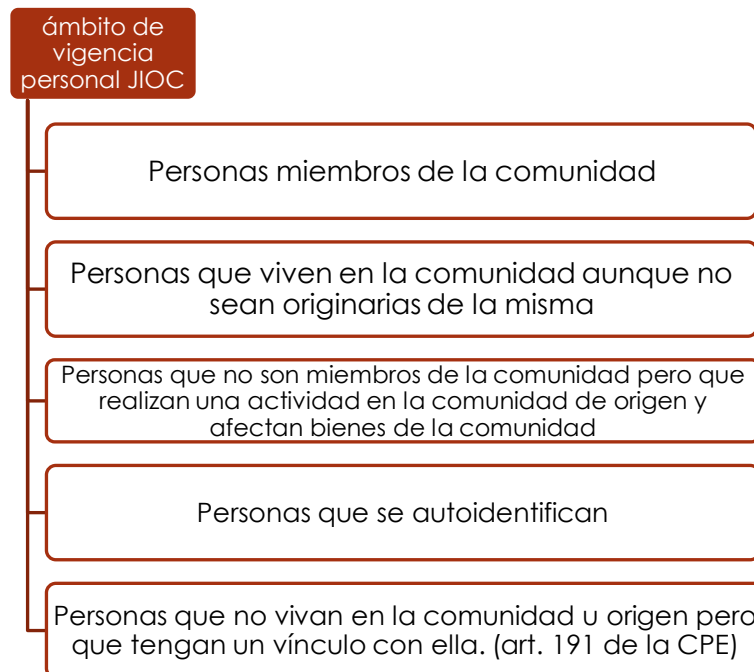 ámbito de
vigencia
personal JIOC
Personas miembros de la comunidad
Personas que viven en la comunidad aunque no
sean originarias de la misma
Personas que no son miembros de la comunidad pero que
realizan una actividad en la comunidad de origen y
afectan bienes de la comunidad
Personas que se autoidentifican
Personas que no vivan en la comunidad u origen pero
que tengan un vínculo con ella. (art. 191 de la CPE)